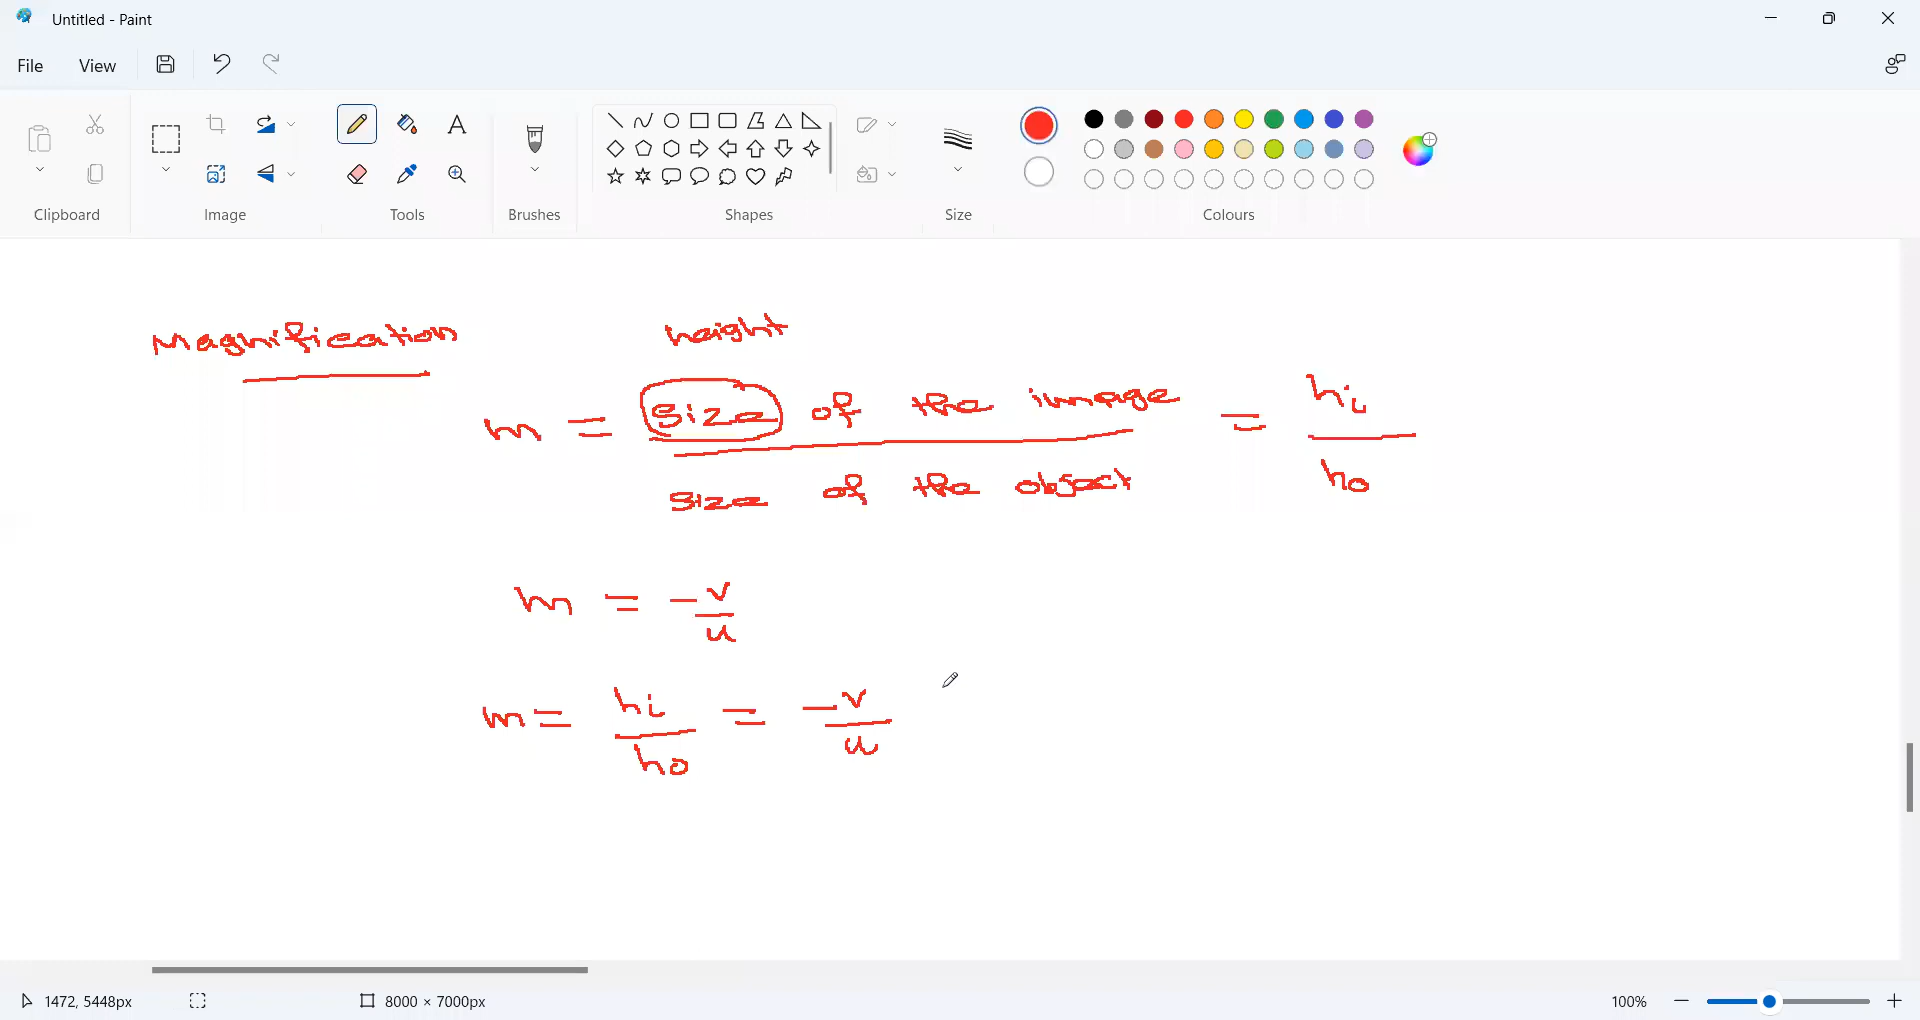 Untitled - Paint
File View
Clipboard Image Tools Brushes Shapes Size Colours
Magnification
height
m = size of the image / size of the object = hi / ho
m = -v/u
m = hi/ho = -v/u
1472, 5448px 8000 × 7000px 100%